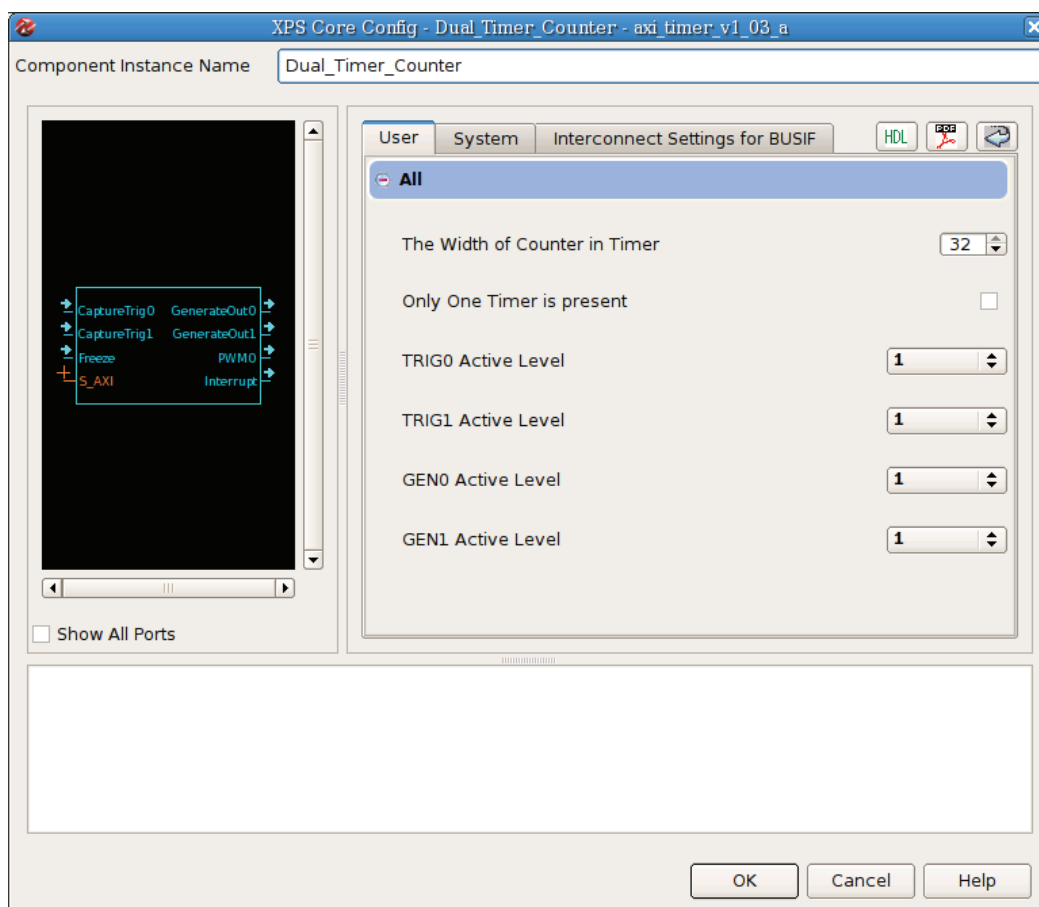 XPS Core Config - Dual_Timer_Counter - axi_timer_v1_03_a
Component Instance Name Dual_Timer_Counter
User System Interconnect Settings for BUSIF HDL PDF
All
The Width of Counter in Timer 32
Only One Timer is present
TRIG0 Active Level 1
TRIG1 Active Level 1
GEN0 Active Level 1
GEN1 Active Level 1
CaptureTrig0 GenerateOut0
CaptureTrig1 GenerateOut1
Freeze PWM0
S_AXI Interrupt
Show All Ports
OK Cancel Help